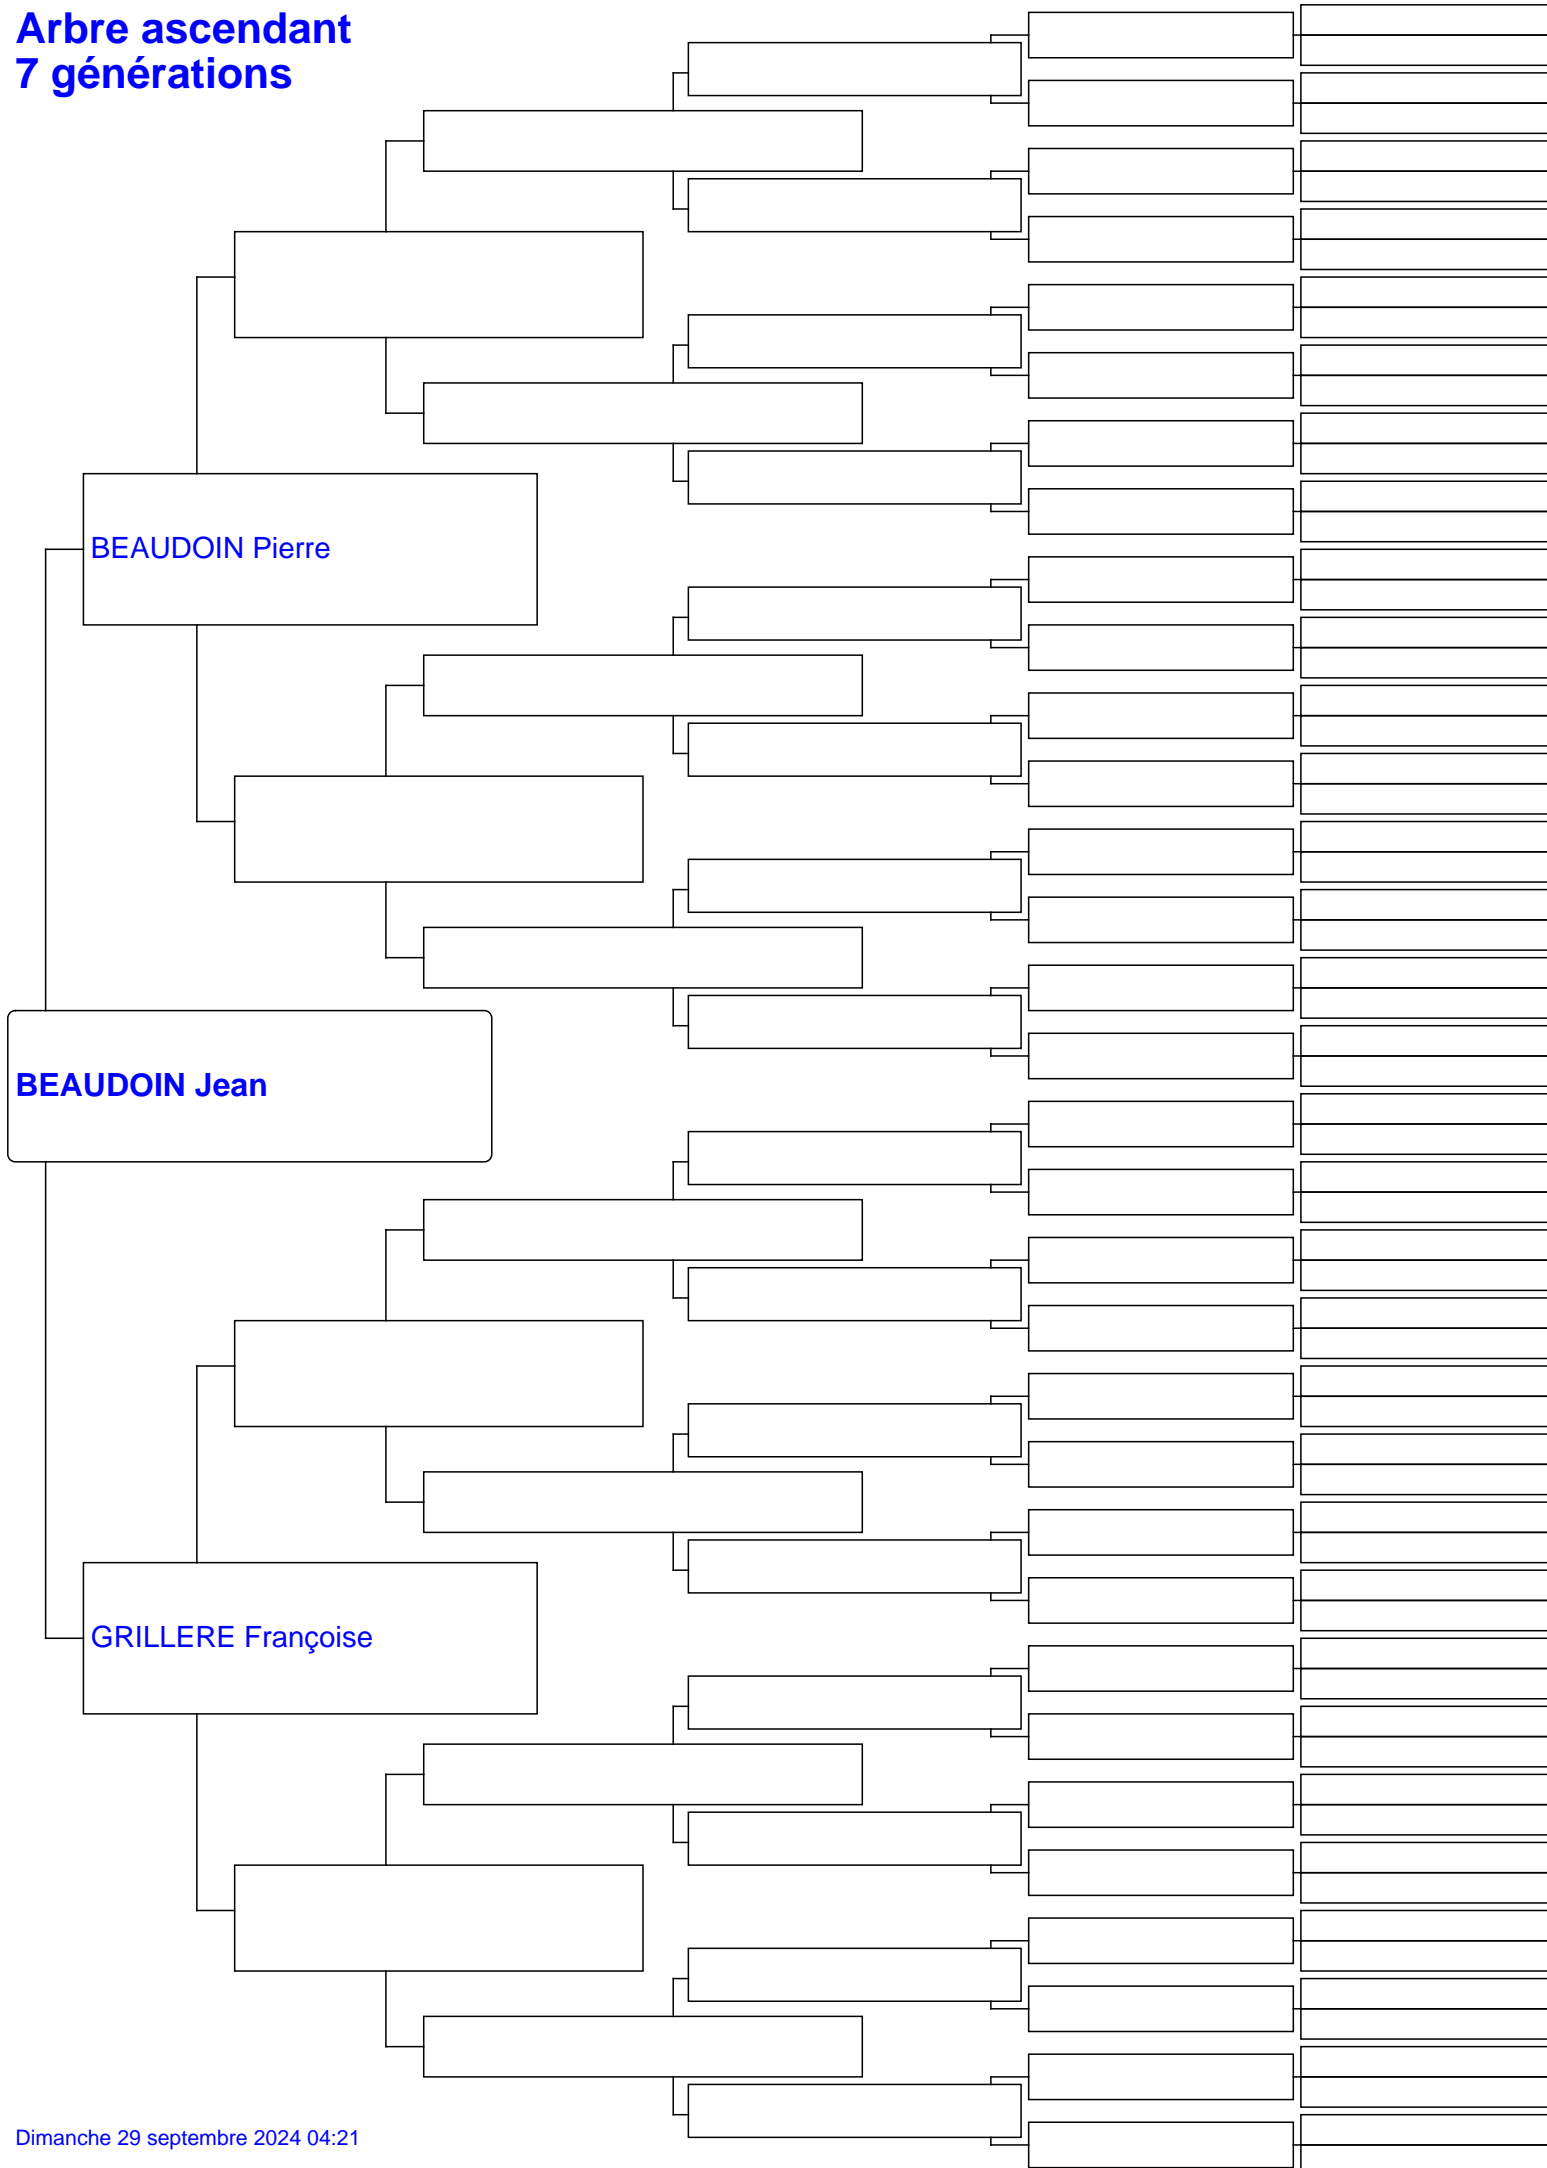 Arbre ascendant
7 générations
BEAUDOIN Pierre
BEAUDOIN Jean
GRILLERE Françoise
Dimanche 29 septembre 2024 04:21